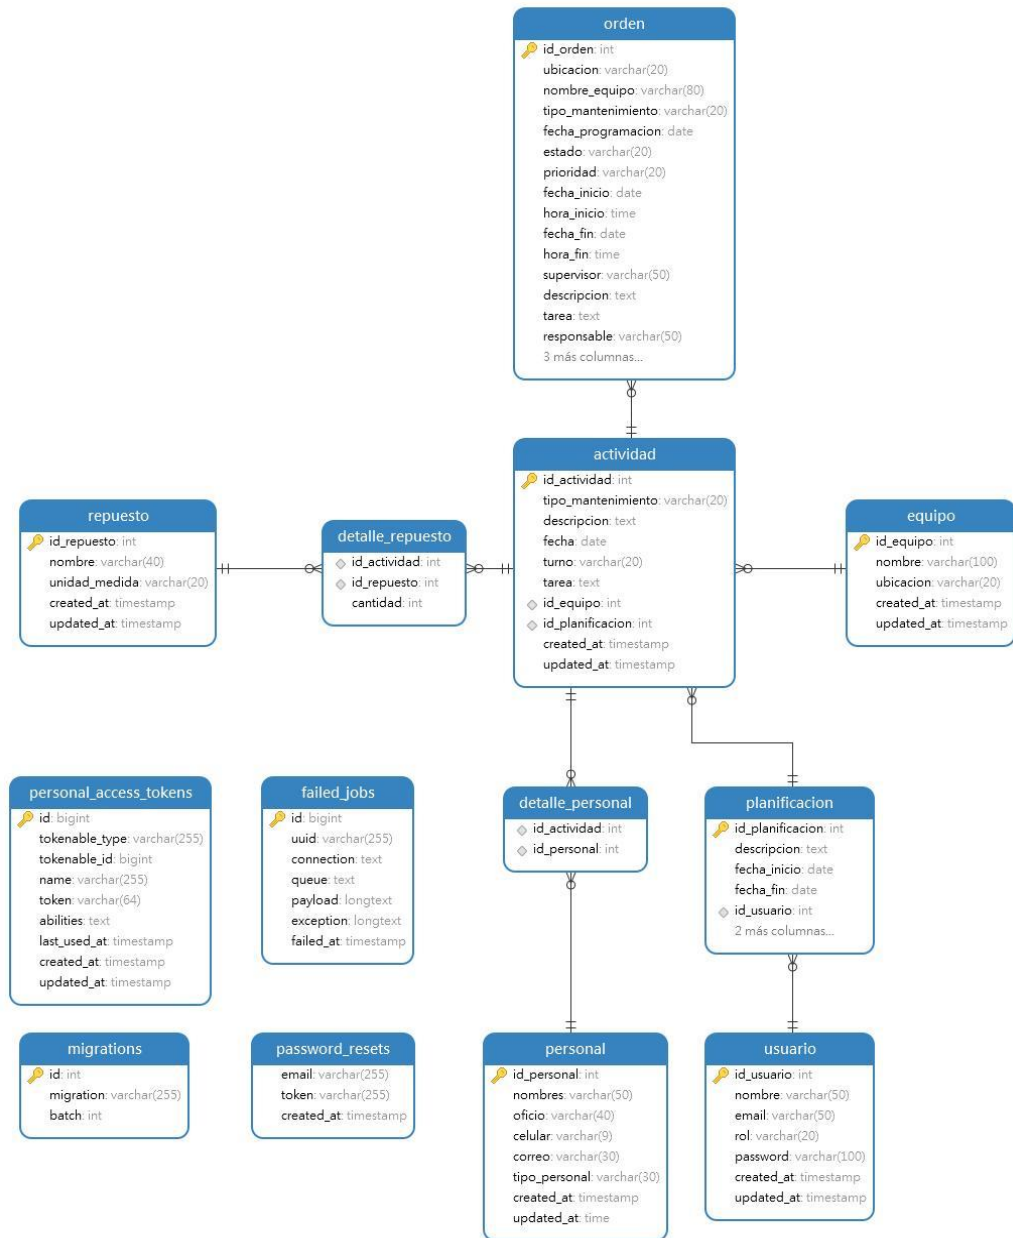 orden
id_orden: int
ubicacion: varchar(20)
nombre_equipo: varchar(80)
tipo_mantenimiento: varchar(20)
fecha_programacion: date
estado: varchar(20)
prioridad: varchar(20)
fecha_inicio: date
hora_inicio: time
fecha_fin: date
hora_fin: time
supervisor: varchar(50)
descripcion: text
tarea: text
responsable: varchar(50)
3 más columnas...
actividad
id_actividad: int
tipo_mantenimiento: varchar(20)
descripcion: text
fecha: date
turno: varchar(20)
tarea: text
id_equipo: int
id_planificacion: int
created_at: timestamp
updated_at: timestamp
repuesto
id_repuesto: int
nombre: varchar(40)
unidad_medida: varchar(20)
created_at: timestamp
updated_at: timestamp
detalle_repuesto
id_actividad: int
id_repuesto: int
cantidad: int
equipo
id_equipo: int
nombre: varchar(100)
ubicacion: varchar(20)
created_at: timestamp
updated_at: timestamp
personal_access_tokens
id: bigint
tokenable_type: varchar(255)
tokenable_id: bigint
name: varchar(255)
token: varchar(64)
abilities: text
last_used_at: timestamp
created_at: timestamp
updated_at: timestamp
failed_jobs
id: bigint
uuid: varchar(255)
connection: text
queue: text
payload: longtext
exception: longtext
failed_at: timestamp
detalle_personal
id_actividad: int
id_personal: int
planificacion
id_planificacion: int
descripcion: text
fecha_inicio: date
fecha_fin: date
id_usuario: int
2 más columnas...
migrations
id: int
migration: varchar(255)
batch: int
password_resets
email: varchar(255)
token: varchar(255)
created_at: timestamp
personal
id_personal: int
nombres: varchar(50)
oficio: varchar(40)
celular: varchar(9)
correo: varchar(30)
tipo_personal: varchar(30)
created_at: timestamp
updated_at: time
usuario
id_usuario: int
nombre: varchar(50)
email: varchar(50)
rol: varchar(20)
password: varchar(100)
created_at: timestamp
updated_at: timestamp